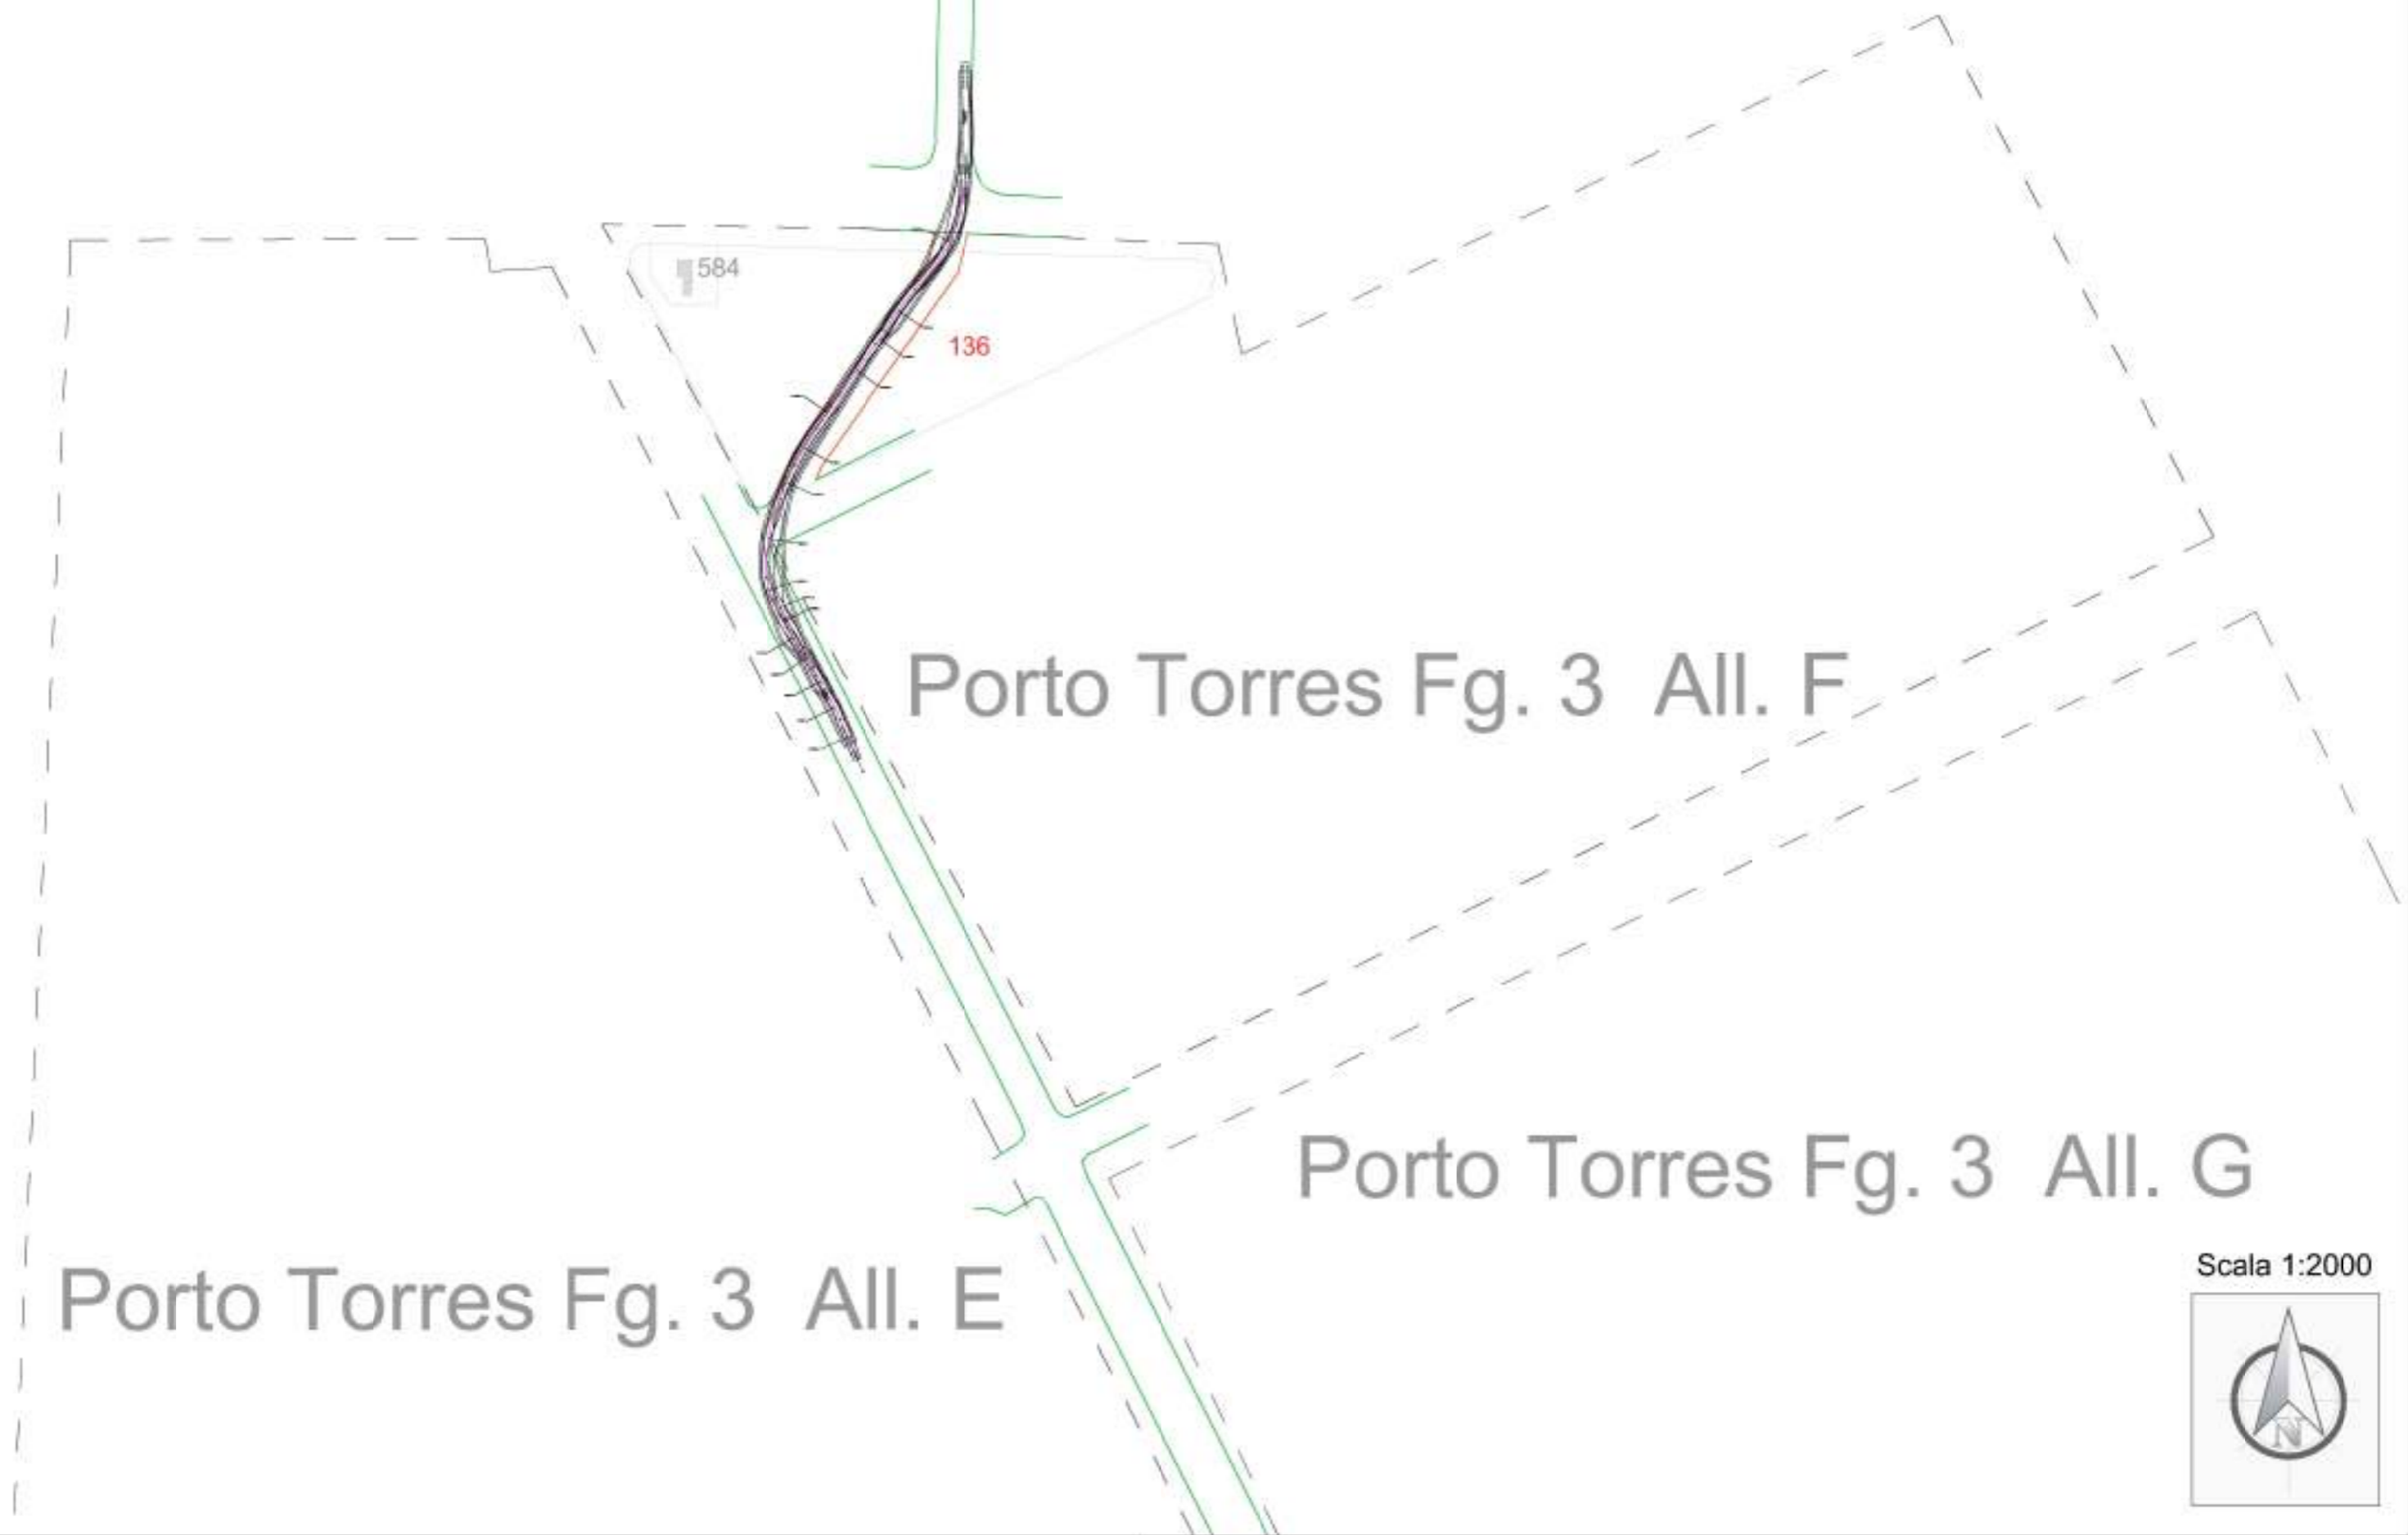 584
136
Porto Torres Fg. 3 All. F
Porto Torres Fg. 3 All. G
Scala 1:2000
Porto Torres Fg. 3 All. E
N